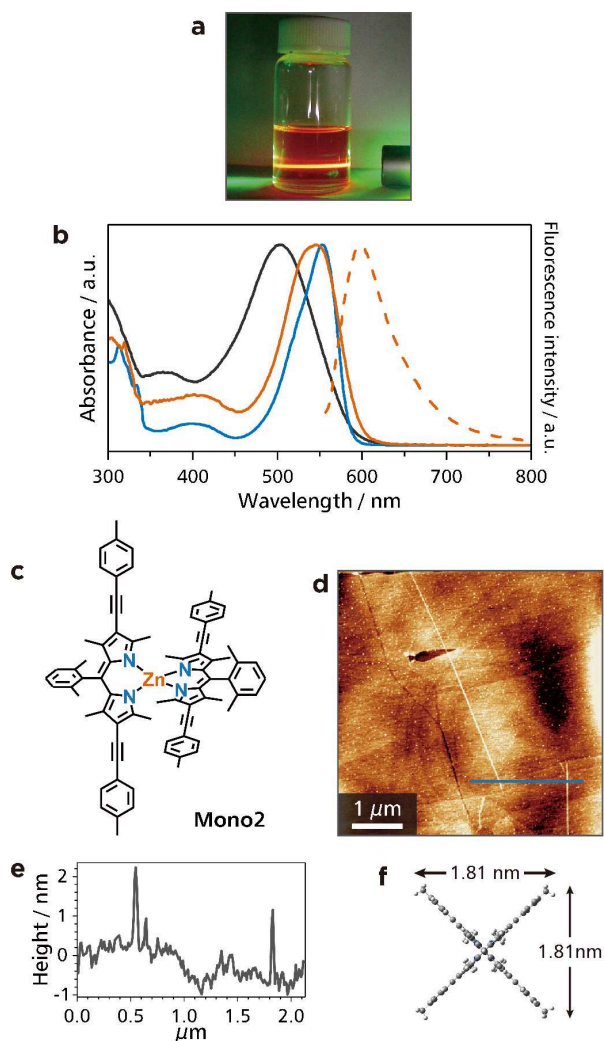 a
b
Absorbance / a.u.
Fluorescence intensity / a.u.
300 400 500 600 700 800
Wavelength / nm
c
N N
Zn
N N
Mono2
d
1 μm
e
Height / nm
2
1
0
-1
0.0 0.5 1.0 1.5 2.0
μm
f
1.81 nm
1.81nm